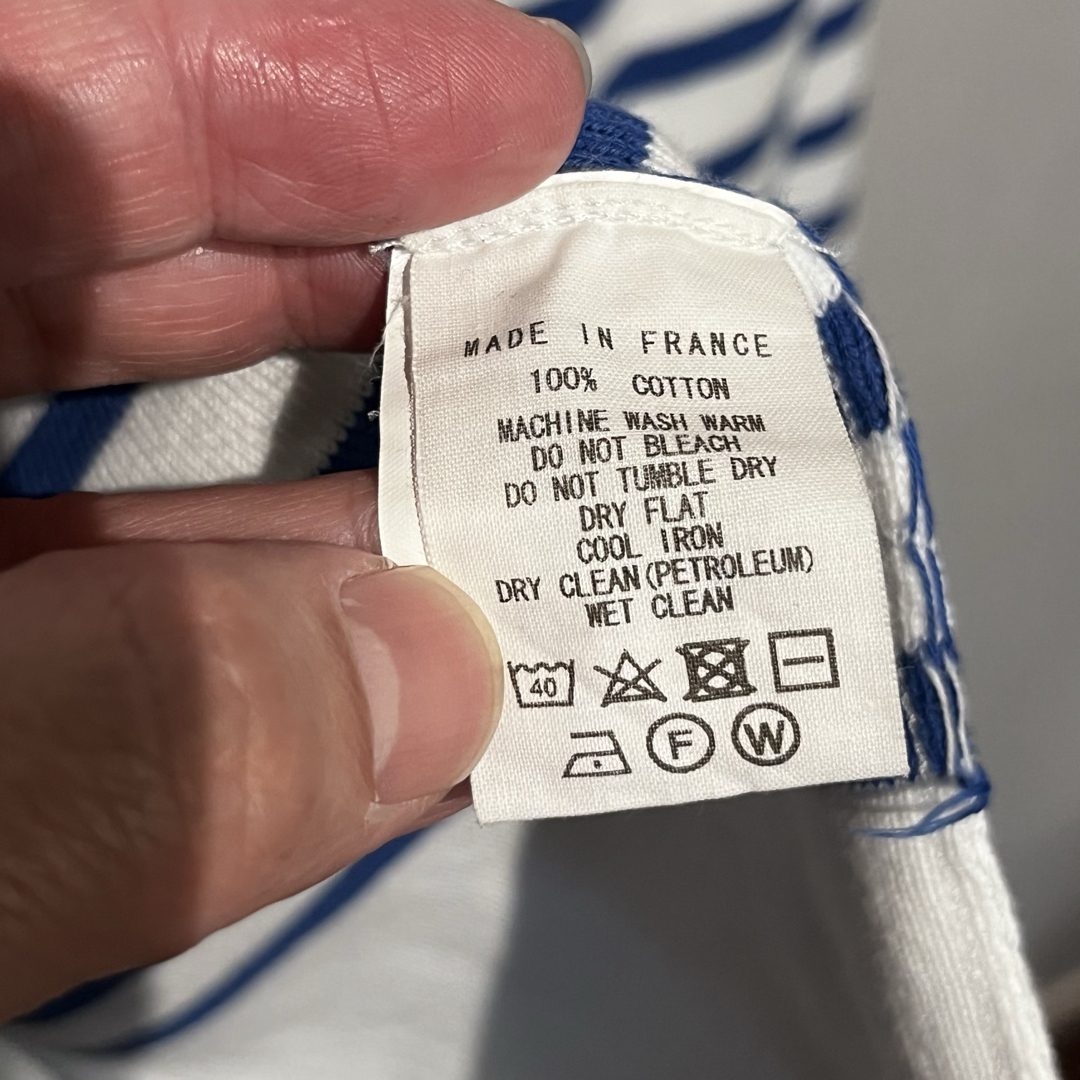 MADE IN FRANCE
100% COTTON
MACHINE WASH WARM
DO NOT BLEACH
DO NOT TUMBLE DRY
DRY FLAT
COOL IRON
DRY CLEAN(PETROLEUM)
WET CLEAN
40
F W